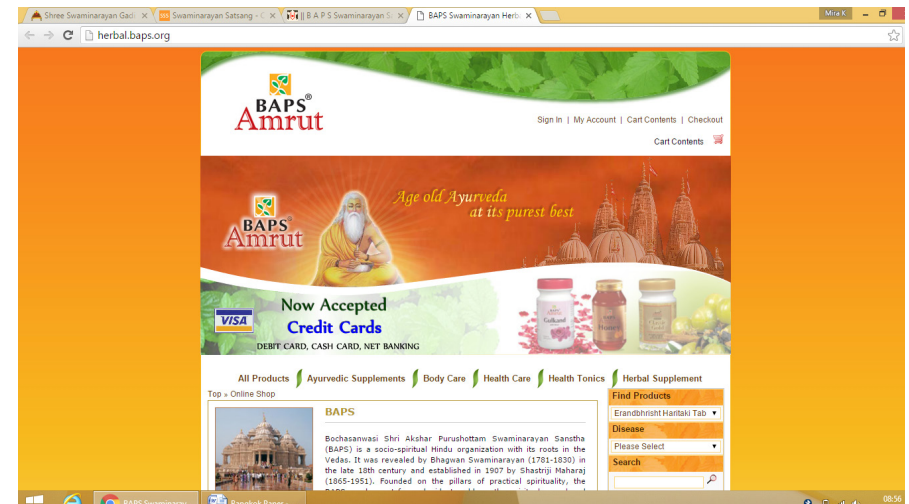 Shree Swaminarayan Gadi
Swaminarayan Satsang - C
|| B A P S Swaminarayan S
BAPS Swaminarayan Herb
Mira K
herbal.baps.org
BAPS®
Amrut
Sign In | My Account | Cart Contents | Checkout
Cart Contents
BAPS
Amrut
Age old Ayurveda
at its purest best
Now Accepted
VISA
Credit Cards
DEBIT CARD, CASH CARD, NET BANKING
Gulkand
Honey
All Products Ayurvedic Supplements Body Care Health Care Health Tonics Herbal Supplement
Top » Online Shop
Find Products
Erandbhrisht Haritaki Tab
Disease
Please Select
Search
BAPS
Bochasanwasi Shri Akshar Purushottam Swaminarayan Sanstha
(BAPS) is a socio-spiritual Hindu organization with its roots in the
Vedas. It was revealed by Bhagwan Swaminarayan (1781-1830) in
the late 18th century and established in 1907 by Shastriji Maharaj
(1865-1951). Founded on the pillars of practical spirituality, the
BAPS Swaminaray
Bangkok Paper -
08:56